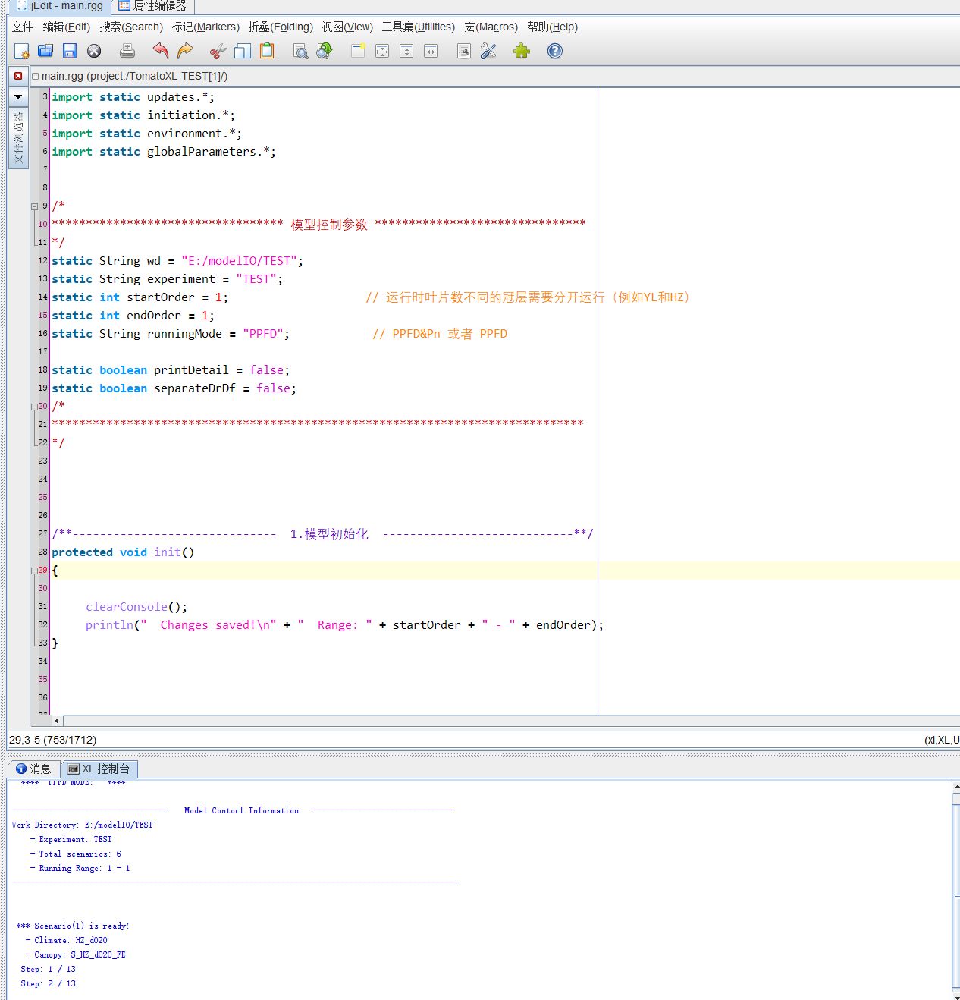 jEdit - main.rgg 属性编辑器
文件 编辑(Edit) 搜索(Search) 标记(Markers) 折叠(Folding) 视图(View) 工具集(Utilities) 宏(Macros) 帮助(Help)
main.rgg (project:/TomatoXL-TEST[1]/)
文件浏览器
3 import static updates.*;
4 import static initiation.*;
5 import static environment.*;
6 import static globalParameters.*;
7
8
9 /*
10 ********************************** 模型控制参数 *******************************
11 */
12 static String wd = "E:/modelIO/TEST";
13 static String experiment = "TEST";
14 static int startOrder = 1; // 运行时叶片数不同的冠层需要分开运行（例如YL和HZ）
15 static int endOrder = 1;
16 static String runningMode = "PPFD"; // PPFD&Pn 或者 PPFD
17
18 static boolean printDetail = false;
19 static boolean separateDrDf = false;
20 /*
21 ******************************************************************************
22 */
23
24
25
26
27 /**------------------------------ 1.模型初始化 ----------------------------**/
28 protected void init()
29 {
30
31 clearConsole();
32 println("  Changes saved!\n" + "  Range: " + startOrder + " - " + endOrder);
33 }
34
35
36
29,3-5 (753/1712) (xl,XL,U
消息 XL 控制台
**** PPFD MODE: ****
Model Contorl Information
Work Directory: E:/modelIO/TEST
- Experiment: TEST
- Total scenarios: 6
- Running Range: 1 - 1
*** Scenario(1) is ready!
- Climate: HZ_d020
- Canopy: S_HZ_d020_FE
Step: 1 / 13
Step: 2 / 13